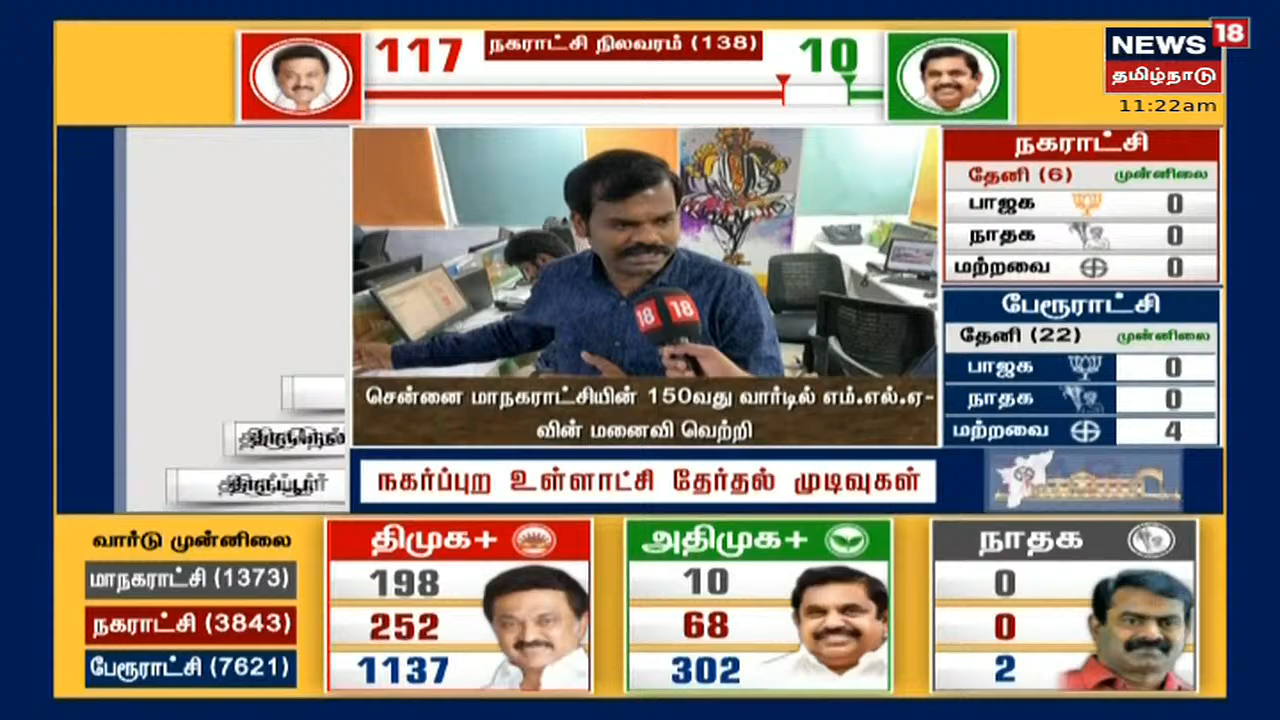 117
நகராட்சி நிலவரம் (138)
10
NEWS 18
தமிழ்நாடு
11:22am
நகராட்சி
தேனி (6) முன்னிலை
பாஜக 0
நாதக 0
மற்றவை 0
பேரூராட்சி
தேனி (22) முன்னிலை
பாஜக 0
நாதக 0
மற்றவை 4
18 18
சென்னை மாநகராட்சியின் 150வது வார்டில் எம்.எல்.ஏ-
வின் மனைவி வெற்றி
நகர்ப்புற உள்ளாட்சி தேர்தல் முடிவுகள்
வார்டு முன்னிலை திமுக+ அதிமுக+ நாதக
மாநகராட்சி (1373) 198 10 0
நகராட்சி (3843) 252 68 0
பேரூராட்சி (7621) 1137 302 2